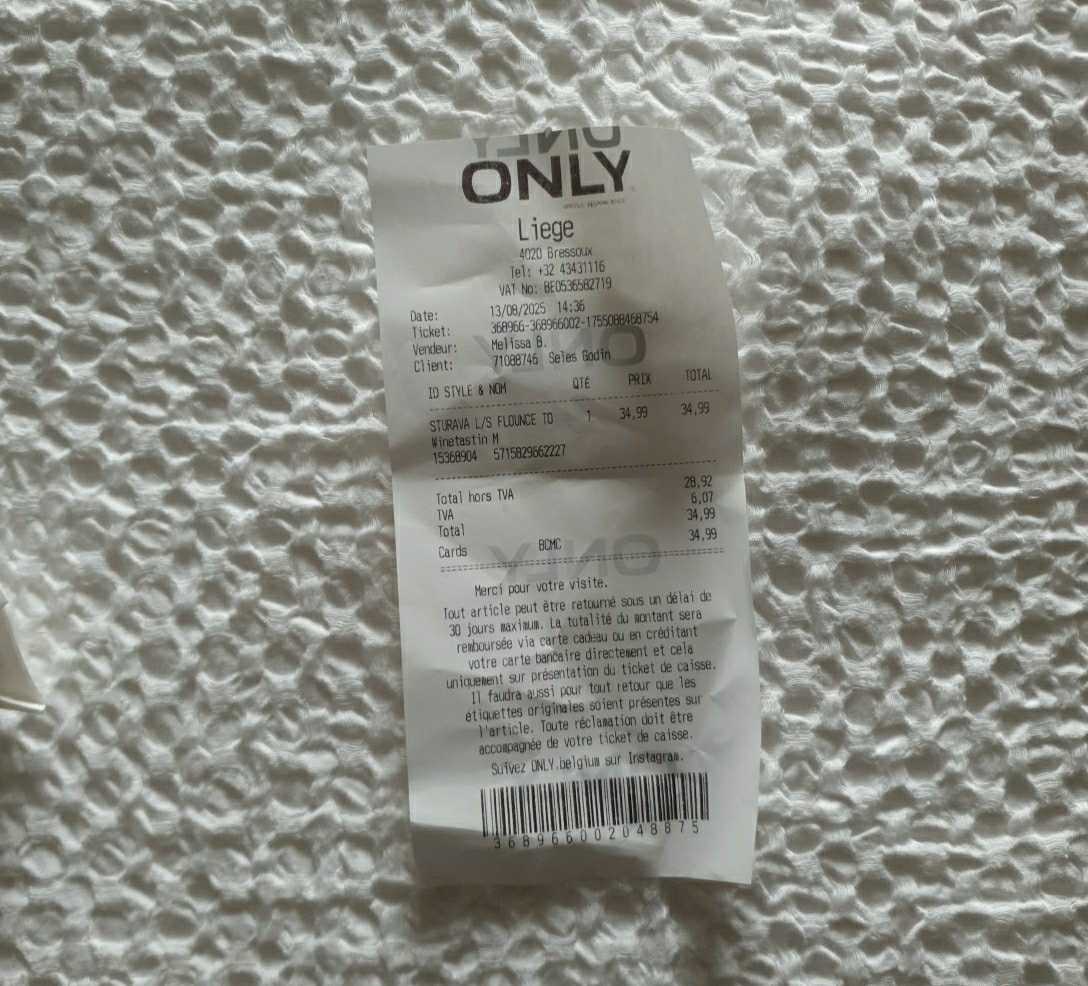 ONLY
ONLY
unique appearance
Liege
4020 Bressoux
Tel: +32 43431116
VAT No: BE0536582719
Date: 13/08/2025 14:36
Ticket: 368966-368966002-1755088468754
Vendeur: Melissa B.
Client: 71088746 Seles Godin
ID STYLE & NOM QTÉ PRIX TOTAL
STURAVA L/S FLOUNCE TO 1 34,99 34,99
Winetastin M
15368904 5715829662227
Total hors TVA 28,92
TVA 6,07
Total 34,99
Cards BCMC 34,99
Merci pour votre visite.
Tout article peut être retourné sous un délai de
30 jours maximum. La totalité du montant sera
remboursée via carte cadeau ou en créditant
votre carte bancaire directement et cela
uniquement sur présentation du ticket de caisse.
Il faudra aussi pour tout retour que les
étiquettes originales soient présentes sur
l'article. Toute réclamation doit être
accompagnée de votre ticket de caisse.
Suivez ONLY.belgium sur Instagram.
368966002048875
ONLY
ONLY